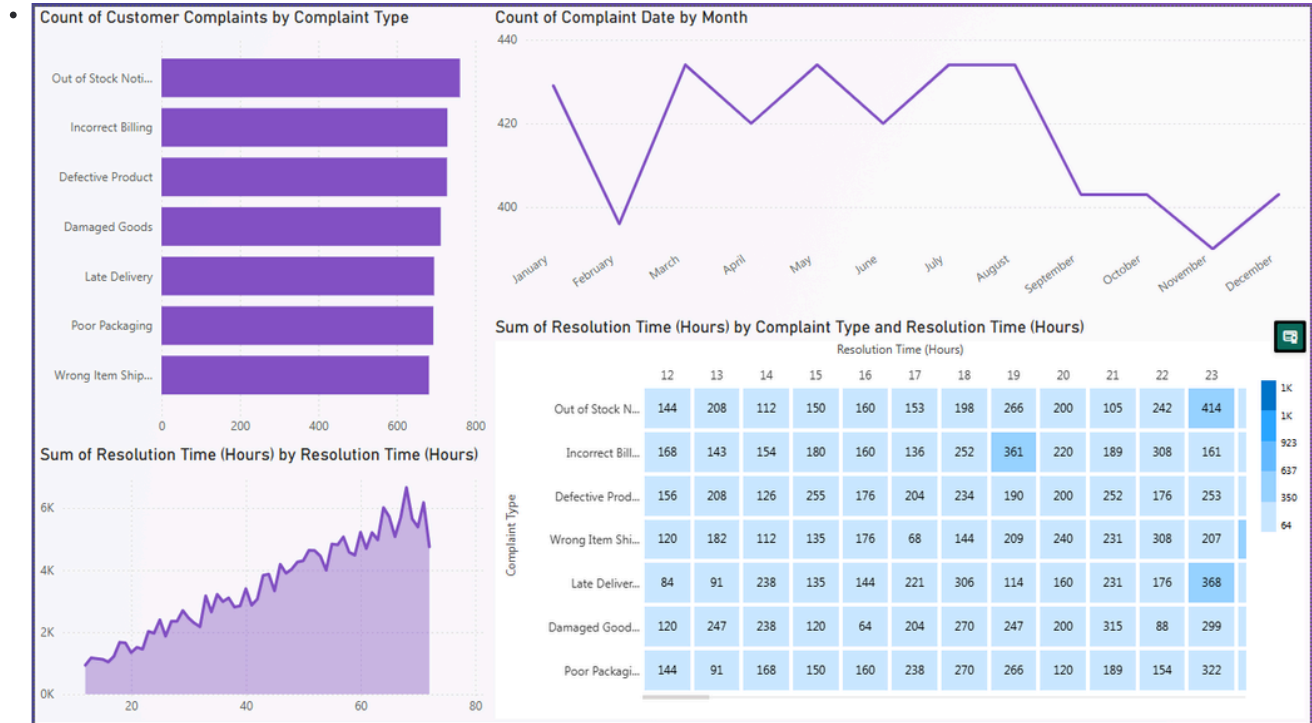 Count of Customer Complaints by Complaint Type
Out of Stock Noti...
Incorrect Billing
Defective Product
Damaged Goods
Late Delivery
Poor Packaging
Wrong Item Ship...
0 200 400 600 800
Count of Complaint Date by Month
440
420
400
January February March April May June July August September October November December
Sum of Resolution Time (Hours) by Resolution Time (Hours)
6K
4K
2K
0K
20 40 60 80
Sum of Resolution Time (Hours) by Complaint Type and Resolution Time (Hours)
Resolution Time (Hours)
12 13 14 15 16 17 18 19 20 21 22 23
Complaint Type
Out of Stock N... 144 208 112 150 160 153 198 266 200 105 242 414
Incorrect Bill... 168 143 154 180 160 136 252 361 220 189 308 161
Defective Prod... 156 208 126 255 176 204 234 190 200 252 176 253
Wrong Item Shi... 120 182 112 135 176 68 144 209 240 231 308 207
Late Deliver... 84 91 238 135 144 221 306 114 160 231 176 368
Damaged Good... 120 247 238 120 64 204 270 247 200 315 88 299
Poor Packagi... 144 91 168 150 160 238 270 266 120 189 154 322
1K
1K
923
637
350
64